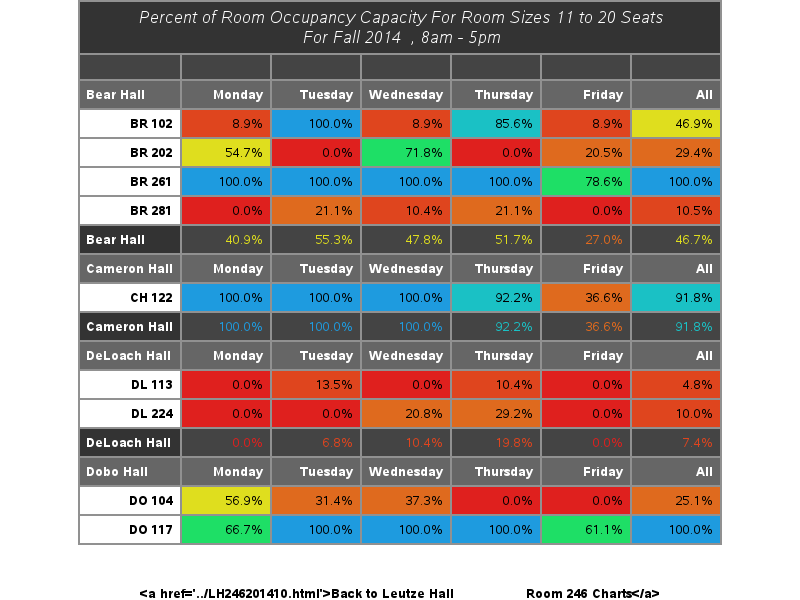 Percent of Room Occupancy Capacity For Room Sizes 11 to 20 Seats
For Fall 2014 , 8am - 5pm
Bear Hall Monday Tuesday Wednesday Thursday Friday All
BR 102 8.9% 100.0% 8.9% 85.6% 8.9% 46.9%
BR 202 54.7% 0.0% 71.8% 0.0% 20.5% 29.4%
BR 261 100.0% 100.0% 100.0% 100.0% 78.6% 100.0%
BR 281 0.0% 21.1% 10.4% 21.1% 0.0% 10.5%
Bear Hall 40.9% 55.3% 47.8% 51.7% 27.0% 46.7%
Cameron Hall Monday Tuesday Wednesday Thursday Friday All
CH 122 100.0% 100.0% 100.0% 92.2% 36.6% 91.8%
Cameron Hall 100.0% 100.0% 100.0% 92.2% 36.6% 91.8%
DeLoach Hall Monday Tuesday Wednesday Thursday Friday All
DL 113 0.0% 13.5% 0.0% 10.4% 0.0% 4.8%
DL 224 0.0% 0.0% 20.8% 29.2% 0.0% 10.0%
DeLoach Hall 0.0% 6.8% 10.4% 19.8% 0.0% 7.4%
Dobo Hall Monday Tuesday Wednesday Thursday Friday All
DO 104 56.9% 31.4% 37.3% 0.0% 0.0% 25.1%
DO 117 66.7% 100.0% 100.0% 100.0% 61.1% 100.0%
<a href='../LH246201410.html'>Back to Leutze Hall Room 246 Charts</a>